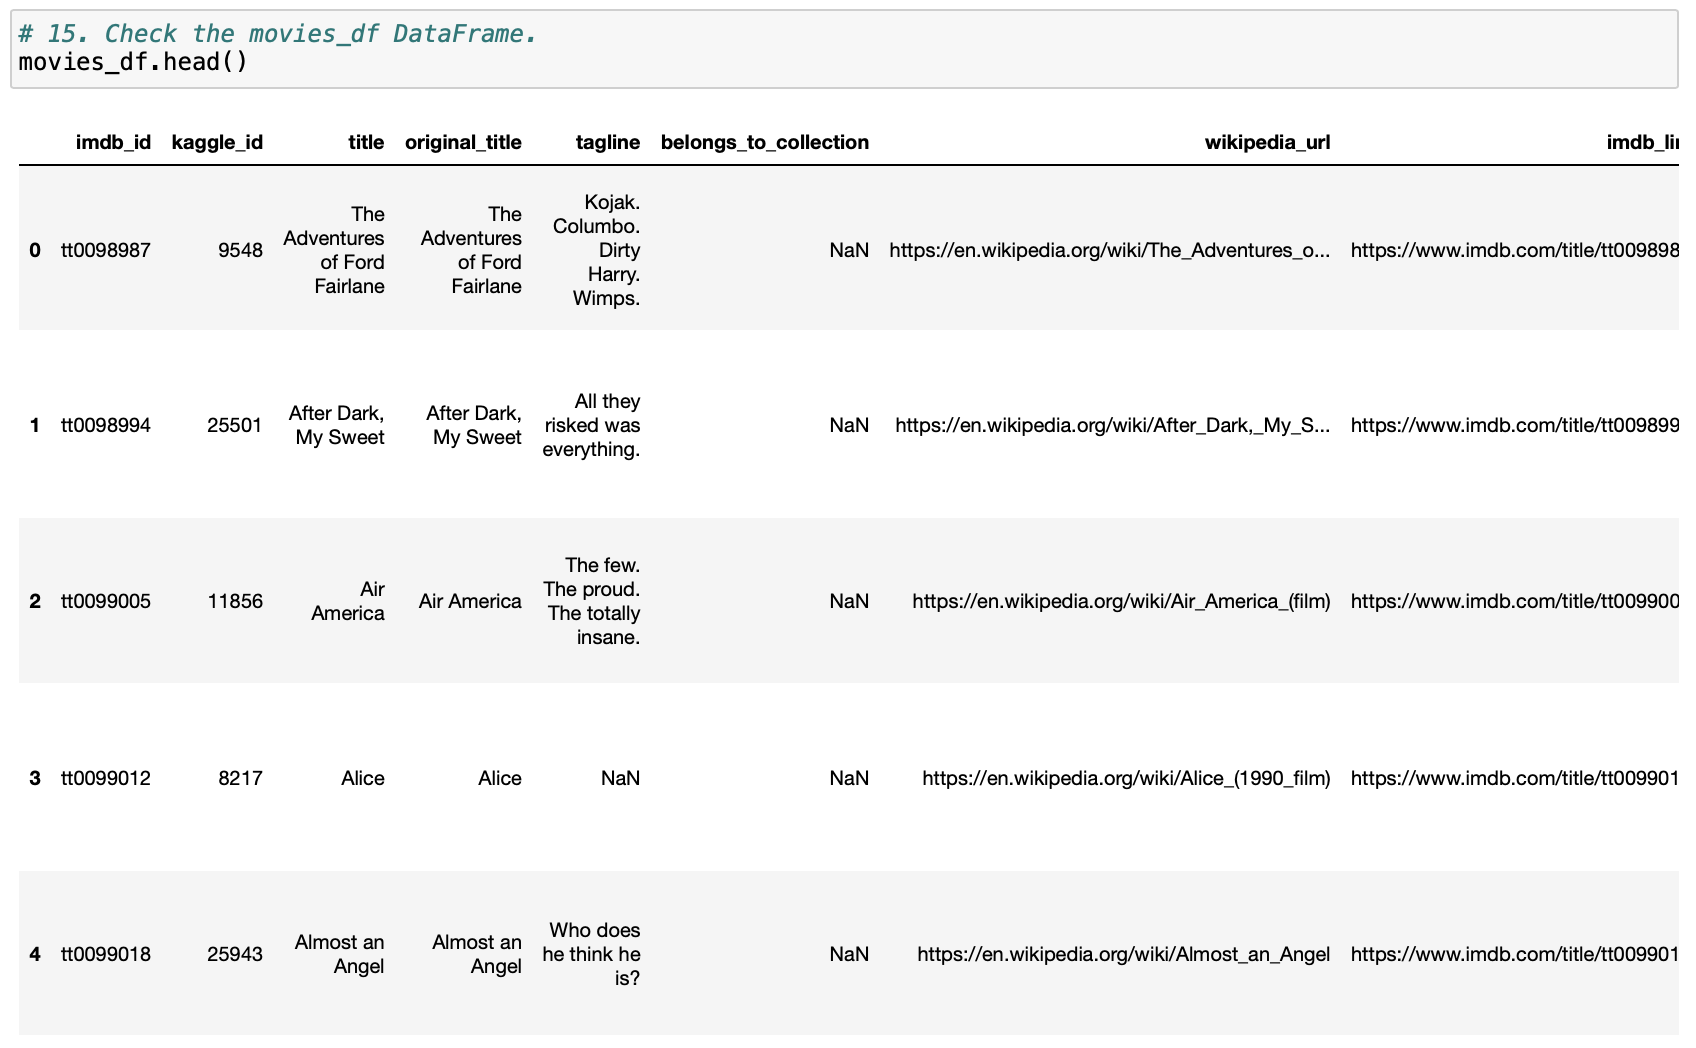 # 15. Check the movies_df DataFrame.
movies_df.head()
imdb_id kaggle_id title original_title tagline belongs_to_collection wikipedia_url imdb_lin
0 tt0098987 9548 The Adventures of Ford Fairlane The Adventures of Ford Fairlane Kojak. Columbo. Dirty Harry. Wimps. NaN https://en.wikipedia.org/wiki/The_Adventures_o... https://www.imdb.com/title/tt009898
1 tt0098994 25501 After Dark, My Sweet After Dark, My Sweet All they risked was everything. NaN https://en.wikipedia.org/wiki/After_Dark,_My_S... https://www.imdb.com/title/tt009899
2 tt0099005 11856 Air America Air America The few. The proud. The totally insane. NaN https://en.wikipedia.org/wiki/Air_America_(film) https://www.imdb.com/title/tt009900
3 tt0099012 8217 Alice Alice NaN NaN https://en.wikipedia.org/wiki/Alice_(1990_film) https://www.imdb.com/title/tt009901
4 tt0099018 25943 Almost an Angel Almost an Angel Who does he think he is? NaN https://en.wikipedia.org/wiki/Almost_an_Angel https://www.imdb.com/title/tt009901